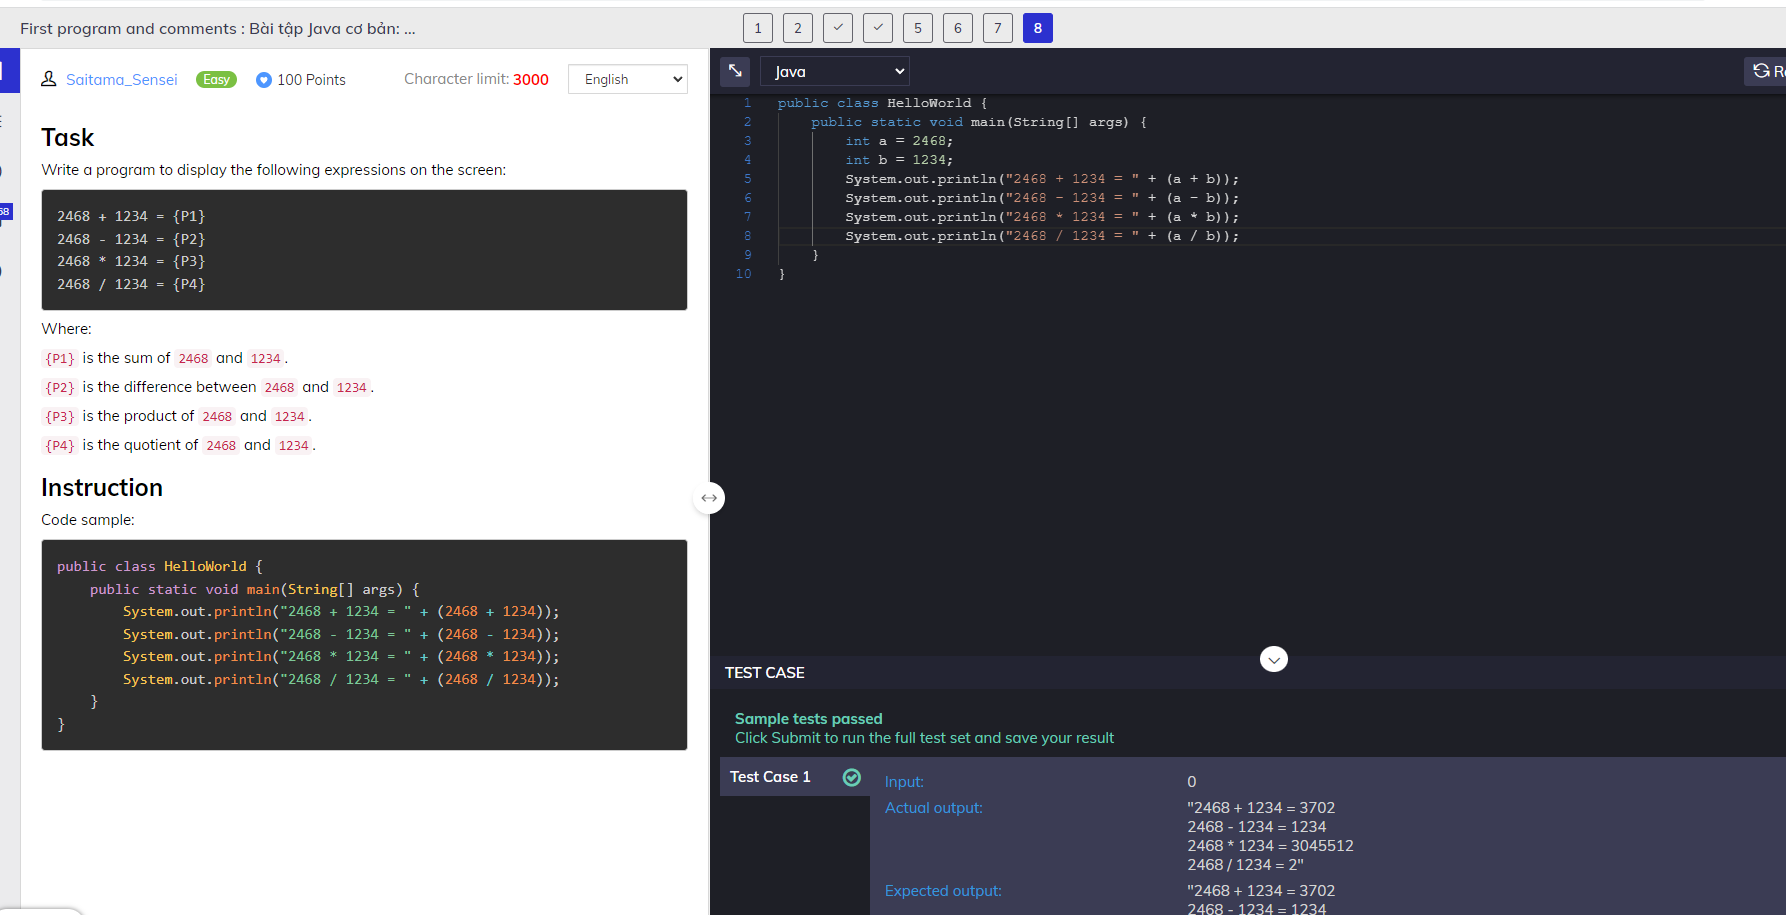 First program and comments : Bài tập Java cơ bản: ...
1 2 5 6 7 8
Saitama_Sensei Easy 100 Points Character limit: 3000 English
Task
Write a program to display the following expressions on the screen:
2468 + 1234 = {P1}
2468 - 1234 = {P2}
2468 * 1234 = {P3}
2468 / 1234 = {P4}
Where:
{P1} is the sum of 2468 and 1234 .
{P2} is the difference between 2468 and 1234 .
{P3} is the product of 2468 and 1234 .
{P4} is the quotient of 2468 and 1234 .
Instruction
Code sample:
public class HelloWorld {
    public static void main(String[] args) {
        System.out.println("2468 + 1234 = " + (2468 + 1234));
        System.out.println("2468 - 1234 = " + (2468 - 1234));
        System.out.println("2468 * 1234 = " + (2468 * 1234));
        System.out.println("2468 / 1234 = " + (2468 / 1234));
    }
}
Java
1 public class HelloWorld {
2     public static void main(String[] args) {
3         int a = 2468;
4         int b = 1234;
5         System.out.println("2468 + 1234 = " + (a + b));
6         System.out.println("2468 - 1234 = " + (a - b));
7         System.out.println("2468 * 1234 = " + (a * b));
8         System.out.println("2468 / 1234 = " + (a / b));
9     }
10 }
TEST CASE
Sample tests passed
Click Submit to run the full test set and save your result
Test Case 1
Input: 0
Actual output: "2468 + 1234 = 3702
2468 - 1234 = 1234
2468 * 1234 = 3045512
2468 / 1234 = 2"
Expected output: "2468 + 1234 = 3702
2468 - 1234 = 1234